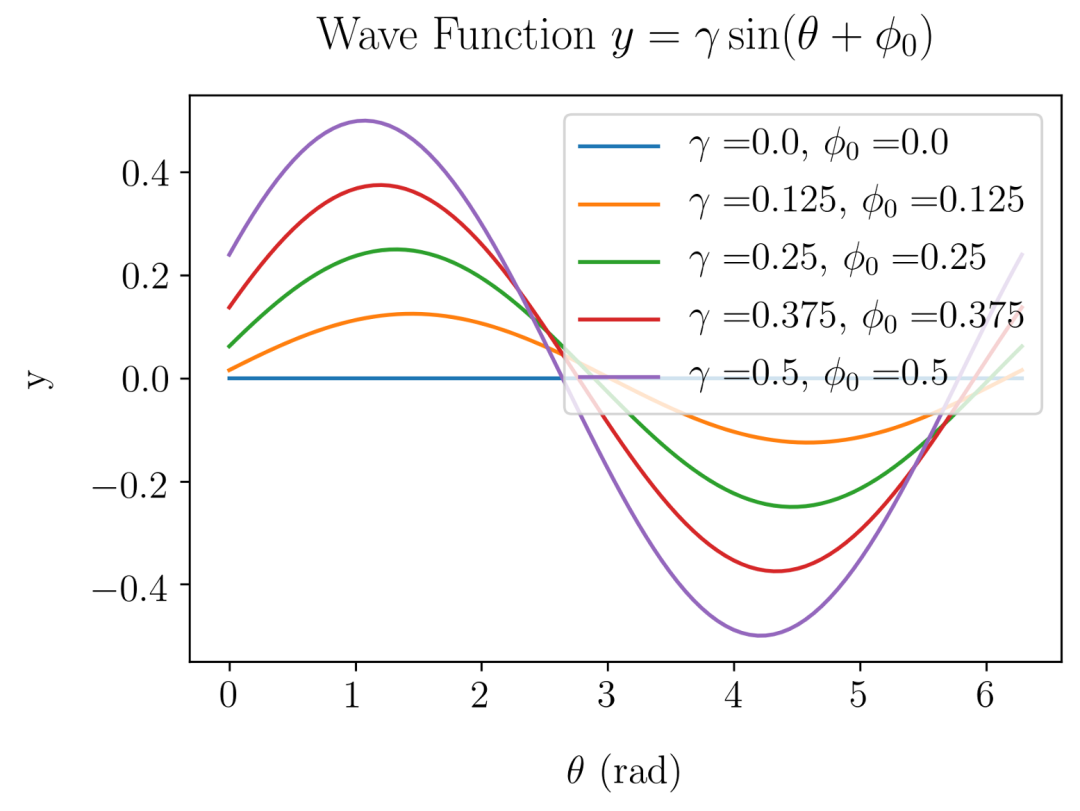 Wave Function y = γ sin(θ + ϕ₀)
γ =0.0, ϕ₀ =0.0
γ =0.125, ϕ₀ =0.125
γ =0.25, ϕ₀ =0.25
γ =0.375, ϕ₀ =0.375
γ =0.5, ϕ₀ =0.5
0.4
0.2
0.0
−0.2
−0.4
y
0 1 2 3 4 5 6
θ (rad)